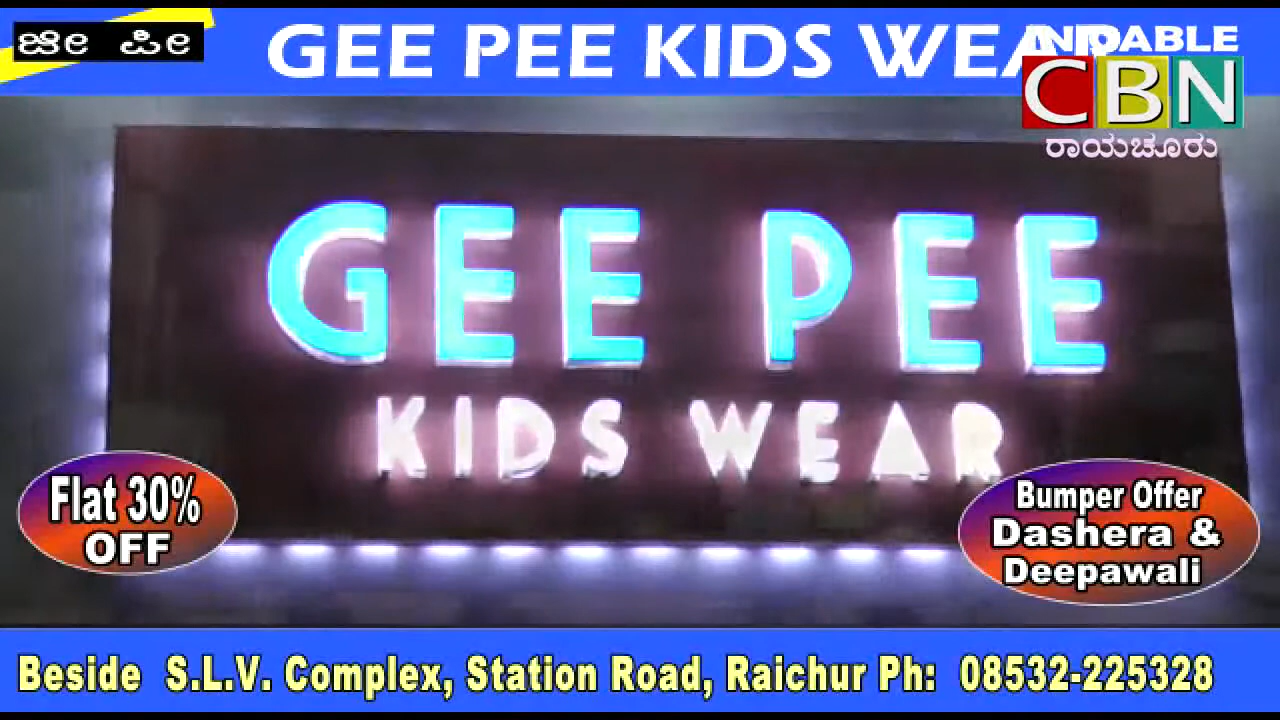 ಜೀ ಪೀ
GEE PEE KIDS WEAR
CBN
ರಾಯಚೂರು
GEE PEE
KIDS WEAR
Flat 30%
OFF
Bumper Offer
Dashera &
Deepawali
Beside S.L.V. Complex, Station Road, Raichur Ph: 08532-225328